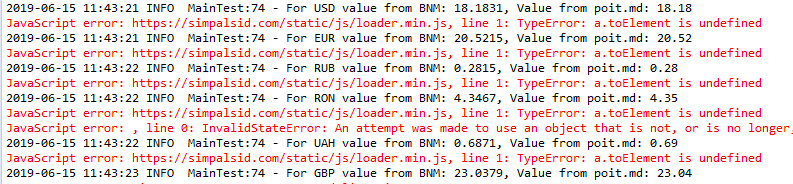 2019-06-15 11:43:21 INFO  MainTest:74 - For USD value from BNM: 18.1831, Value from poit.md: 18.18
JavaScript error: https://simpalsid.com/static/js/loader.min.js, line 1: TypeError: a.toElement is undefined
2019-06-15 11:43:21 INFO  MainTest:74 - For EUR value from BNM: 20.5215, Value from poit.md: 20.52
JavaScript error: https://simpalsid.com/static/js/loader.min.js, line 1: TypeError: a.toElement is undefined
2019-06-15 11:43:22 INFO  MainTest:74 - For RUB value from BNM: 0.2815, Value from poit.md: 0.28
JavaScript error: https://simpalsid.com/static/js/loader.min.js, line 1: TypeError: a.toElement is undefined
2019-06-15 11:43:22 INFO  MainTest:74 - For RON value from BNM: 4.3467, Value from poit.md: 4.35
JavaScript error: https://simpalsid.com/static/js/loader.min.js, line 1: TypeError: a.toElement is undefined
JavaScript error: , line 0: InvalidStateError: An attempt was made to use an object that is not, or is no longer,
2019-06-15 11:43:22 INFO  MainTest:74 - For UAH value from BNM: 0.6871, Value from poit.md: 0.69
JavaScript error: https://simpalsid.com/static/js/loader.min.js, line 1: TypeError: a.toElement is undefined
2019-06-15 11:43:23 INFO  MainTest:74 - For GBP value from BNM: 23.0379, Value from poit.md: 23.04